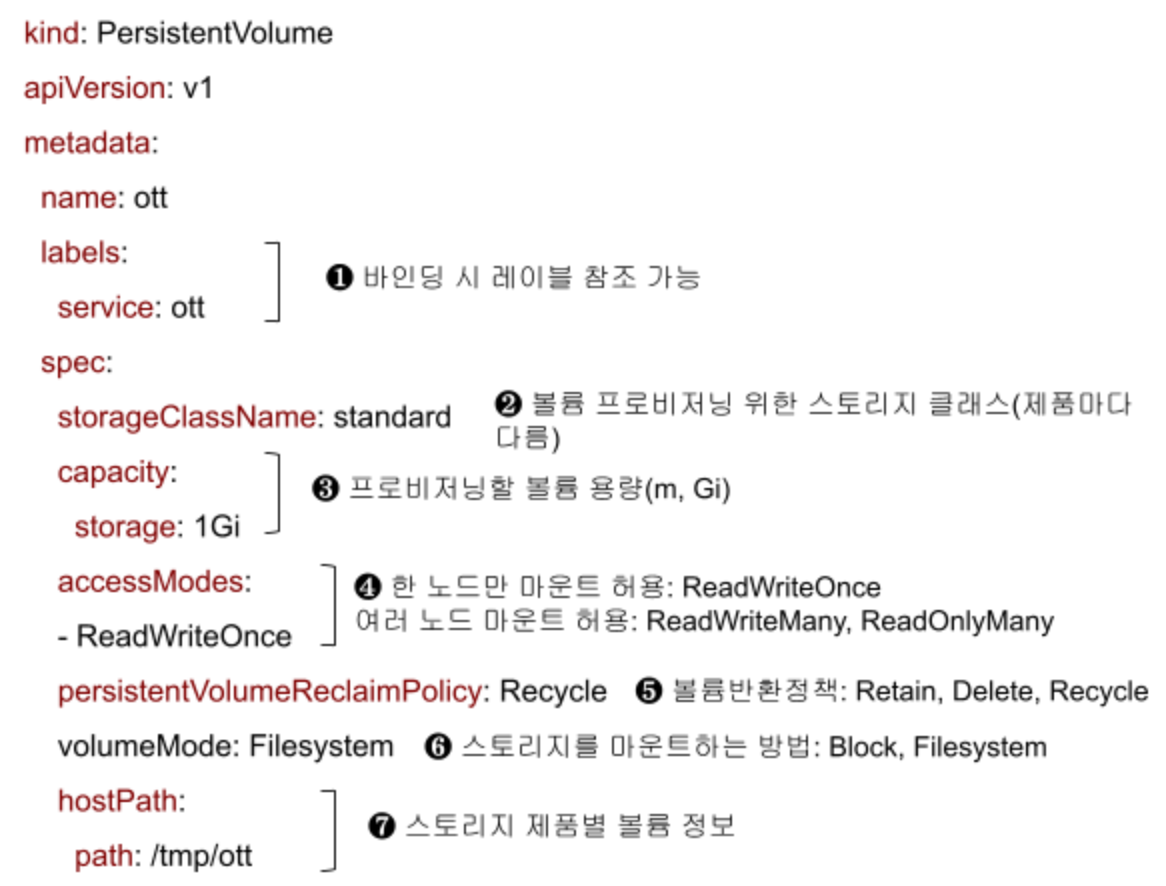 kind: PersistentVolume
apiVersion: v1
metadata:
name: ott
labels:
❶ 바인딩 시 레이블 참조 가능
service: ott
spec:
storageClassName: standard
❷ 볼륨 프로비저닝 위한 스토리지 클래스(제품마다
다름)
capacity:
❸ 프로비저닝할 볼륨 용량(m, Gi)
storage: 1Gi
accessModes:
❹ 한 노드만 마운트 허용: ReadWriteOnce
여러 노드 마운트 허용: ReadWriteMany, ReadOnlyMany
- ReadWriteOnce
persistentVolumeReclaimPolicy: Recycle ❺ 볼륨반환정책: Retain, Delete, Recycle
volumeMode: Filesystem ❻ 스토리지를 마운트하는 방법: Block, Filesystem
hostPath:
❼ 스토리지 제품별 볼륨 정보
path: /tmp/ott